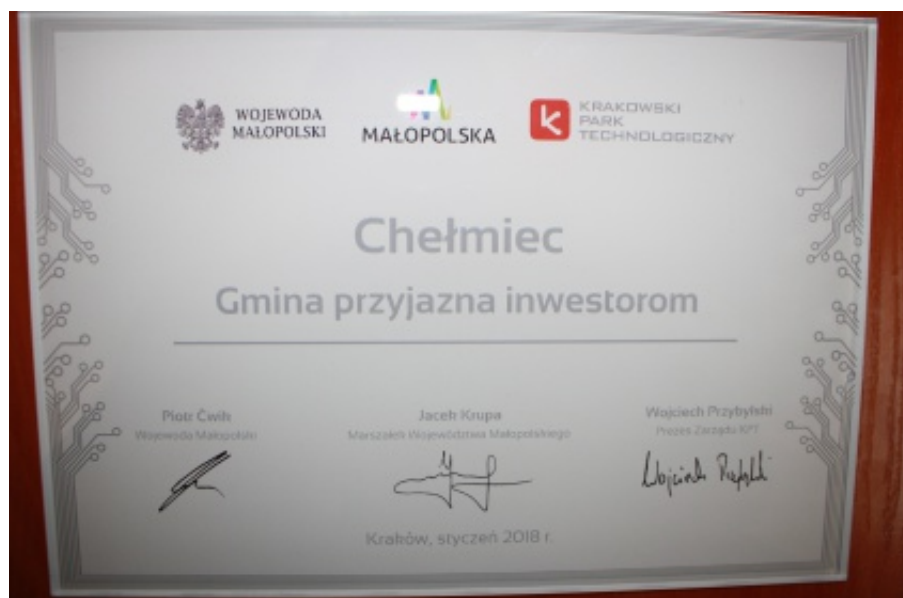 WOJEWODA
MAŁOPOLSKI
MAŁOPOLSKA
KRAKOWSKI
PARK
TECHNOLOGICZNY
Chełmiec
Gmina przyjazna inwestorom
Piotr Ćwik
Wojewoda Małopolski
Jacek Krupa
Marszałek Województwa Małopolskiego
Wojciech Przybylski
Prezes Zarządu KPT
Kraków, styczeń 2018 r.